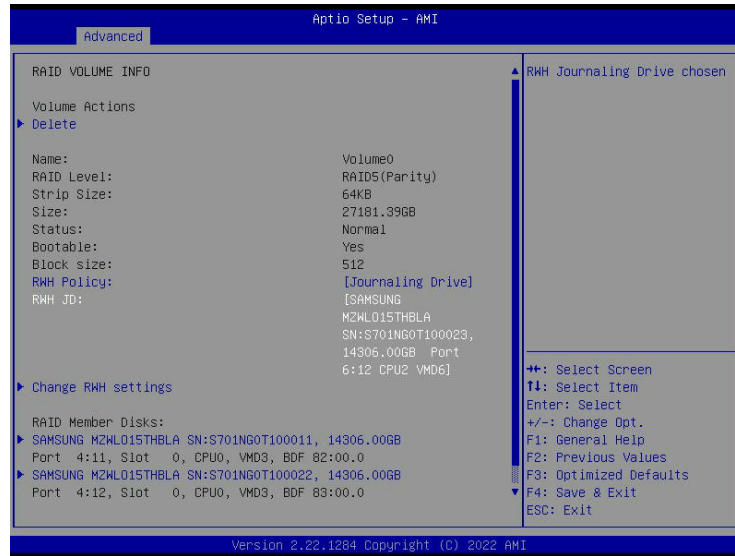 Aptio Setup – AMI
Advanced
RAID VOLUME INFO
Volume Actions
Delete
Name: Volume0
RAID Level: RAID5(Parity)
Strip Size: 64KB
Size: 27181.39GB
Status: Normal
Bootable: Yes
Block size: 512
RWH Policy: [Journaling Drive]
RWH JD: [SAMSUNG
MZWLO15THBLA
SN:S701NG0T100023,
14306.00GB Port
6:12 CPU2 VMD6]
Change RWH settings
RAID Member Disks:
SAMSUNG MZWLO15THBLA SN:S701NG0T100011, 14306.00GB
Port 4:11, Slot 0, CPU0, VMD3, BDF 82:00.0
SAMSUNG MZWLO15THBLA SN:S701NG0T100022, 14306.00GB
Port 4:12, Slot 0, CPU0, VMD3, BDF 83:00.0
RWH Journaling Drive chosen
→←: Select Screen
↑↓: Select Item
Enter: Select
+/-: Change Opt.
F1: General Help
F2: Previous Values
F3: Optimized Defaults
F4: Save & Exit
ESC: Exit
Version 2.22.1284 Copyright (C) 2022 AMI